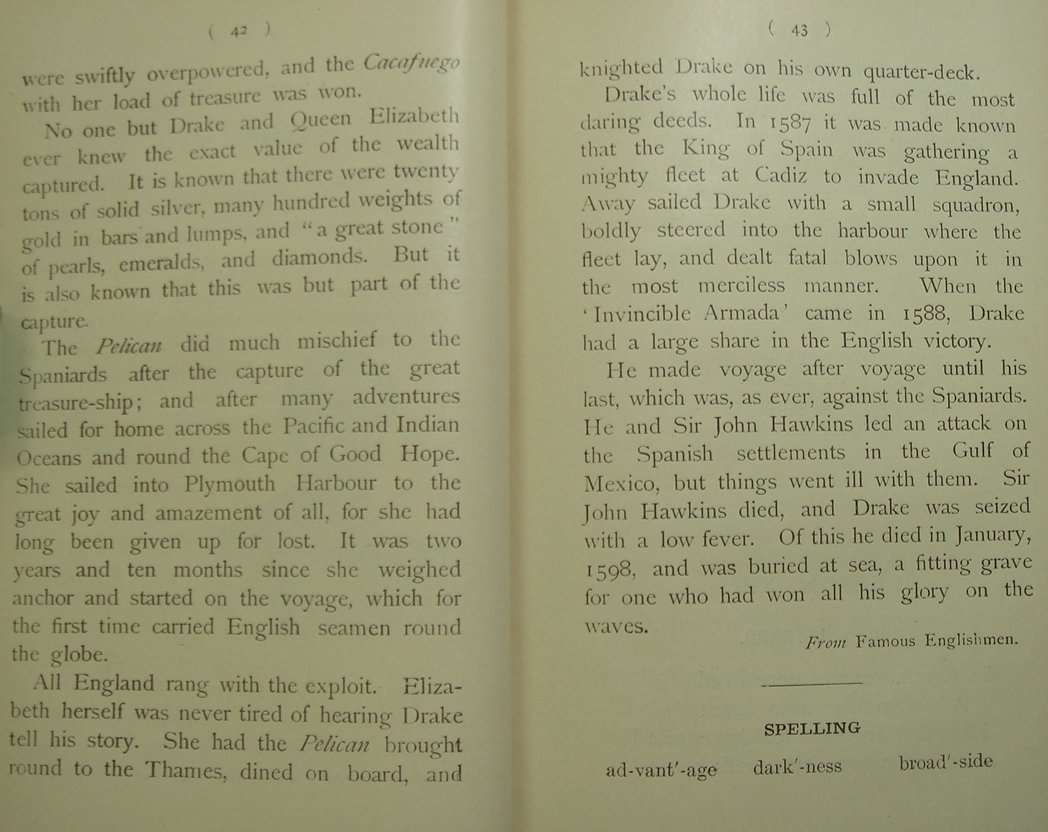 ( 42 )
were swiftly overpowered, and the Cacafuego
with her load of treasure was won.
No one but Drake and Queen Elizabeth
ever knew the exact value of the wealth
captured. It is known that there were twenty
tons of solid silver, many hundred weights of
gold in bars and lumps, and “a great stone”
of pearls, emeralds, and diamonds. But it
is also known that this was but part of the
capture.
The Pelican did much mischief to the
Spaniards after the capture of the great
treasure-ship; and after many adventures
sailed for home across the Pacific and Indian
Oceans and round the Cape of Good Hope.
She sailed into Plymouth Harbour to the
great joy and amazement of all, for she had
long been given up for lost. It was two
years and ten months since she weighed
anchor and started on the voyage, which for
the first time carried English seamen round
the globe.
All England rang with the exploit. Eliza-
beth herself was never tired of hearing Drake
tell his story. She had the Pelican brought
round to the Thames, dined on board, and
( 43 )
knighted Drake on his own quarter-deck.
Drake's whole life was full of the most
daring deeds. In 1587 it was made known
that the King of Spain was gathering a
mighty fleet at Cadiz to invade England.
Away sailed Drake with a small squadron,
boldly steered into the harbour where the
fleet lay, and dealt fatal blows upon it in
the most merciless manner. When the
‘Invincible Armada’ came in 1588, Drake
had a large share in the English victory.
He made voyage after voyage until his
last, which was, as ever, against the Spaniards.
He and Sir John Hawkins led an attack on
the Spanish settlements in the Gulf of
Mexico, but things went ill with them. Sir
John Hawkins died, and Drake was seized
with a low fever. Of this he died in January,
1598, and was buried at sea, a fitting grave
for one who had won all his glory on the
waves.
From Famous Englishmen.
SPELLING
ad-vant′-age dark′-ness broad′-side